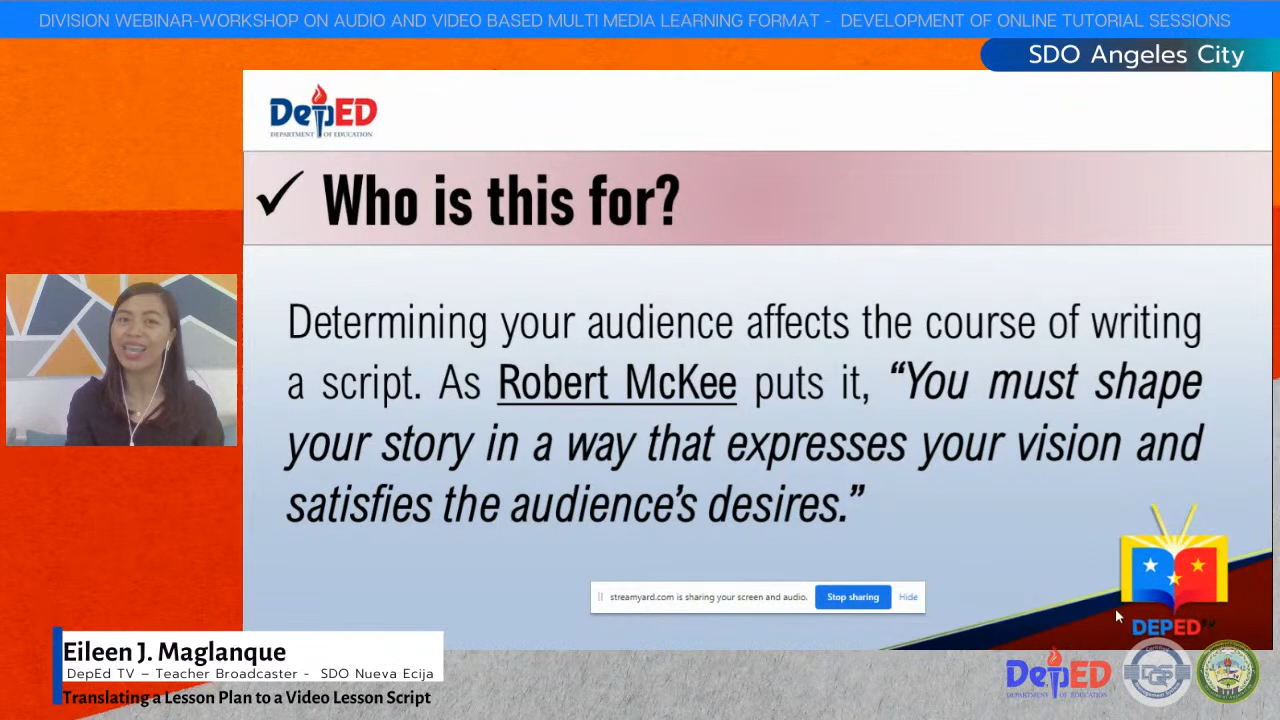 DIVISION WEBINAR-WORKSHOP ON AUDIO AND VIDEO BASED MULTI MEDIA LEARNING FORMAT - DEVELOPMENT OF ONLINE TUTORIAL SESSIONS
SDO Angeles City
DepED
DEPARTMENT OF EDUCATION
✓ Who is this for?
Determining your audience affects the course of writing
a script. As Robert McKee puts it, “You must shape
your story in a way that expresses your vision and
satisfies the audience’s desires.”
streamyard.com is sharing your screen and audio.
Stop sharing
Hide
DEPED TV
Eileen J. Maglanque
DepEd TV – Teacher Broadcaster - SDO Nueva Ecija
Translating a Lesson Plan to a Video Lesson Script
DepED
DEPARTMENT OF EDUCATION